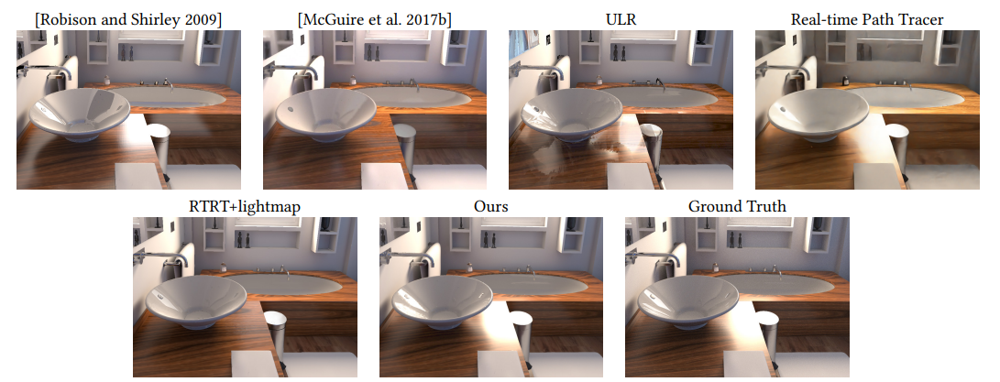 [Robison and Shirley 2009]
[McGuire et al. 2017b]
ULR
Real-time Path Tracer
RTRT+lightmap
Ours
Ground Truth